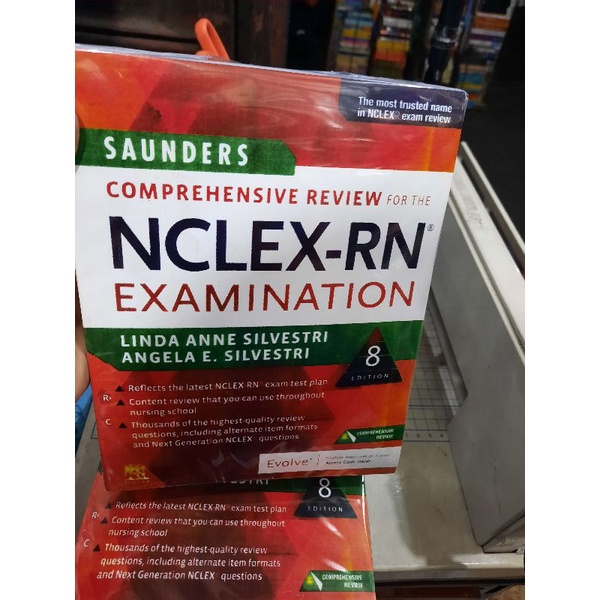 The most trusted name
in NCLEX® exam review
SAUNDERS
COMPREHENSIVE REVIEW FOR THE
NCLEX-RN®
EXAMINATION
LINDA ANNE SILVESTRI
ANGELA E. SILVESTRI
8
EDITION
Reflects the latest NCLEX-RN® exam test plan
Content review that you can use throughout
nursing school
Thousands of the highest-quality review
questions, including alternate item formats
and Next Generation NCLEX® questions
COMPREHENSIVE
REVIEW
Evolve®
8
EDITION
Reflects the latest NCLEX-RN® exam test plan
Content review that you can use throughout
nursing school
Thousands of the highest-quality review
questions, including alternate item formats
and Next Generation NCLEX® questions
COMPREHENSIVE
REVIEW